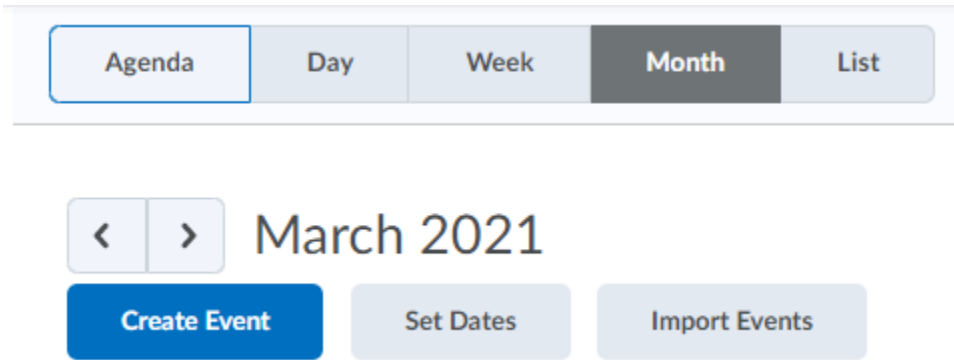 Agenda Day Week Month List
March 2021
Create Event Set Dates Import Events